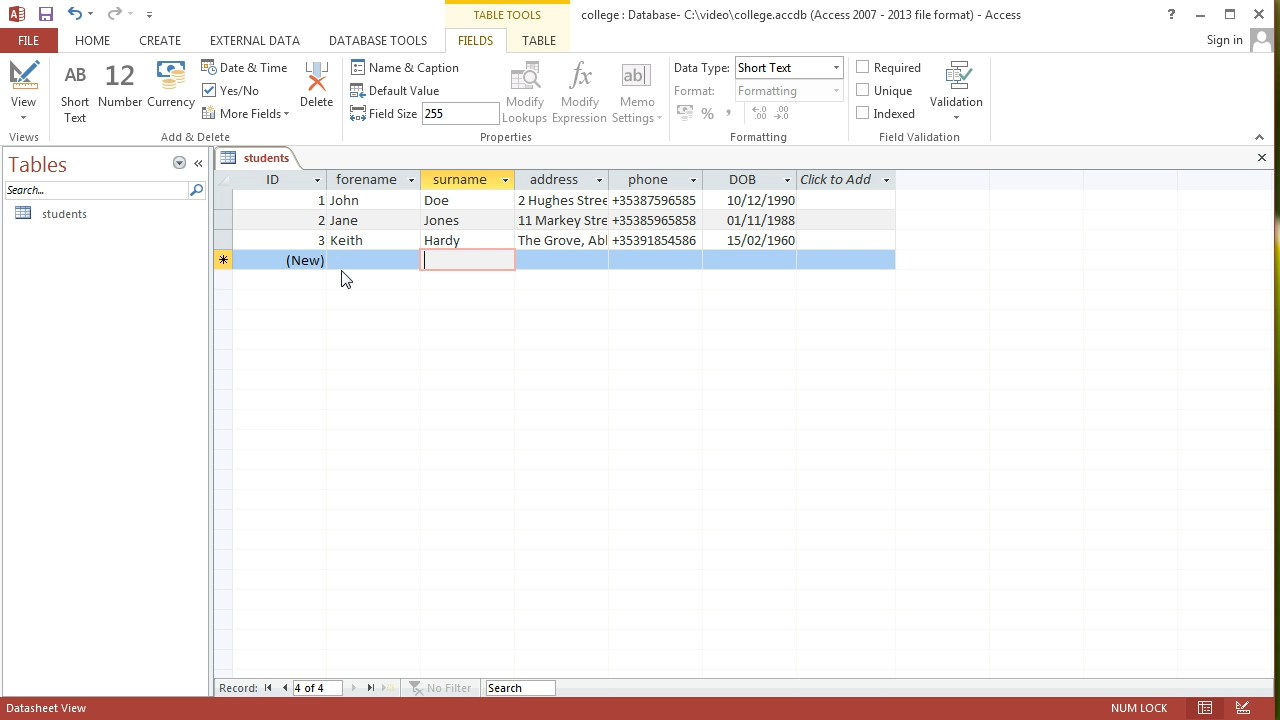 TABLE TOOLS
college : Database- C:\video\college.accdb (Access 2007 - 2013 file format) - Access
FILE HOME CREATE EXTERNAL DATA DATABASE TOOLS FIELDS TABLE Sign in
View
Views
AB
Short
Text
12
Number
Currency
Date & Time
Yes/No
More Fields
Delete
Add & Delete
Name & Caption
Default Value
Field Size 255
Modify
Lookups
fx
Modify
Expression
ab
Memo
Settings
Properties
Data Type: Short Text
Format: Formatting
%
Formatting
Required
Unique
Indexed
Validation
Field Validation
Tables
Search...
students
students
ID forename surname address phone DOB Click to Add
1 John Doe 2 Hughes Stree +35387596585 10/12/1990
2 Jane Jones 11 Markey Stre +35385965858 01/11/1988
3 Keith Hardy The Grove, Abl +35391854586 15/02/1960
(New)
Record: 4 of 4 No Filter Search
Datasheet View NUM LOCK